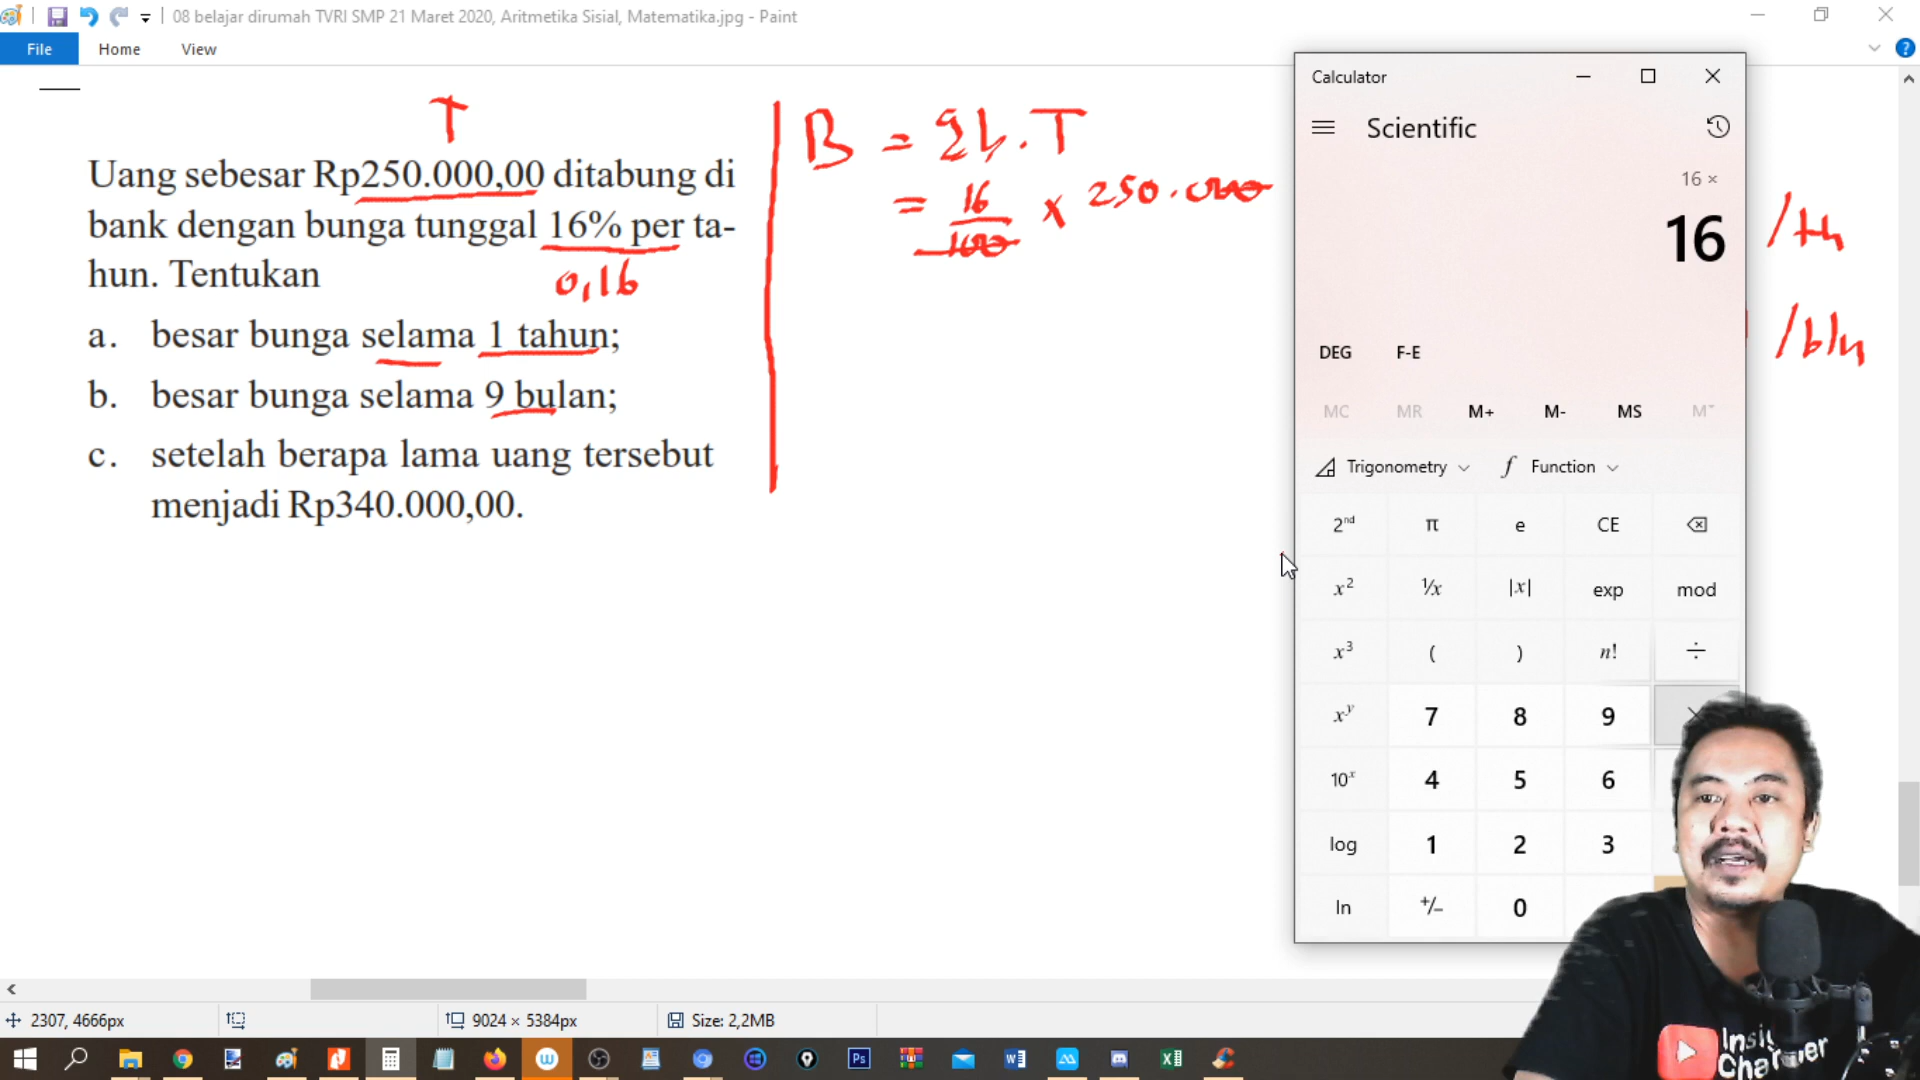 08 belajar dirumah TVRI SMP 21 Maret 2020, Aritmetika Sisial, Matematika.jpg - Paint
File Home View
T
Uang sebesar Rp250.000,00 ditabung di
bank dengan bunga tunggal 16% per ta-
hun. Tentukan
0,16
a. besar bunga selama 1 tahun;
b. besar bunga selama 9 bulan;
c. setelah berapa lama uang tersebut
menjadi Rp340.000,00.
= 16/100 × 250.000
/th
/bln
Calculator
Scientific
16 ×
16
DEG F-E
MC MR M+ M- MS M˅
Trigonometry f Function
2ⁿᵈ π e CE
x² ¹/x |x| exp mod
x³ ( ) n! ÷
xʸ 7 8 9
10ˣ 4 5 6
log 1 2 3
ln +/− 0
2307, 4666px 9024 × 5384px Size: 2,2MB